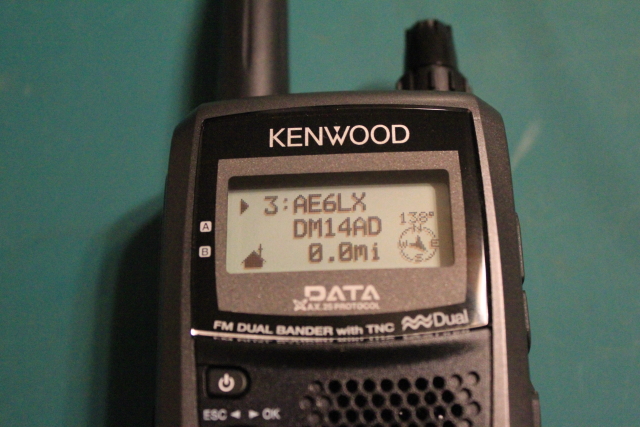 KENWOOD
3:AE6LX
DM14AD
138°
0.0mi
N
W E
S
A
B
DATA
AX.25 PROTOCOL
FM DUAL BANDER with TNC Dual
ESC ◄ ► OK